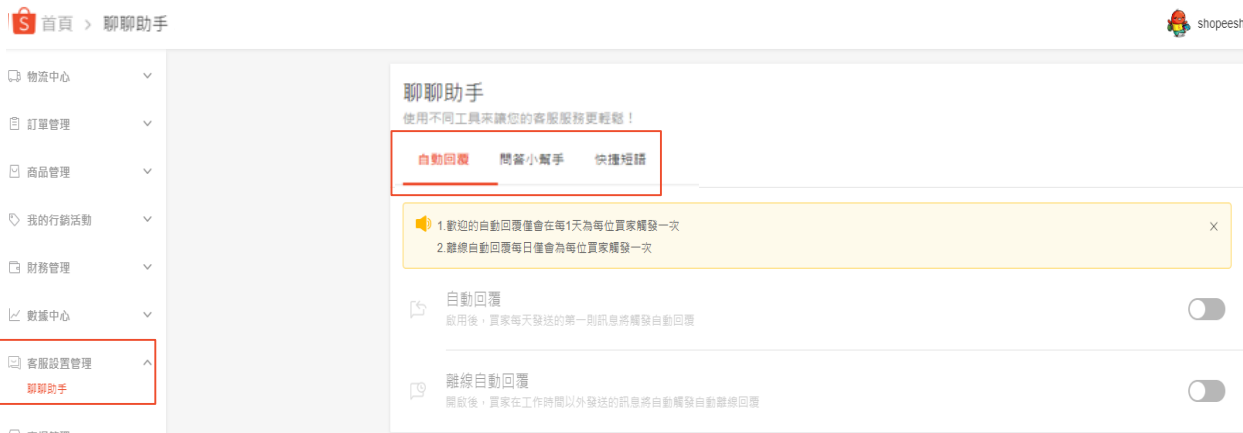 首頁 > 聊聊助手
shopeesh
物流中心
訂單管理
商品管理
我的行銷活動
財務管理
數據中心
客服設置管理
聊聊助手
聊聊助手
使用不同工具來讓您的客服服務更輕鬆！
自動回覆 問答小幫手 快捷短語
1.歡迎的自動回覆僅會在每1天為每位買家觸發一次
2.離線自動回覆每日僅會為每位買家觸發一次
自動回覆
啟用後，買家每天發送的第一則訊息將觸發自動回覆
離線自動回覆
開啟後，買家在工作時間以外發送的訊息將自動觸發自動離線回覆